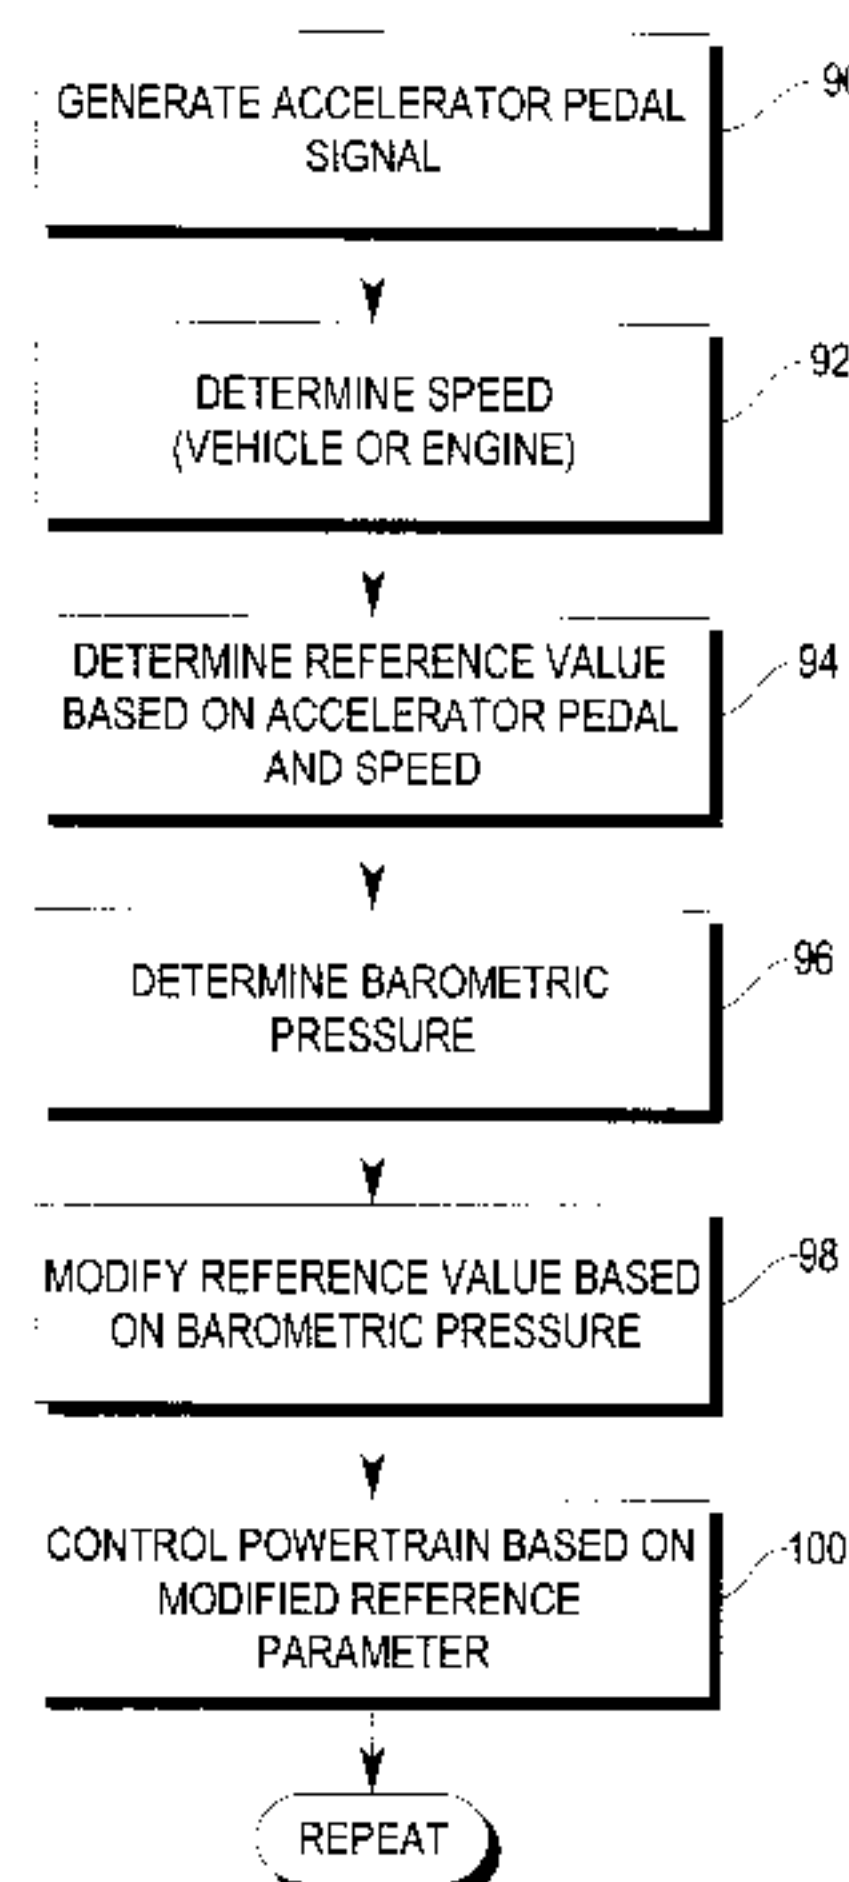 GENERATE ACCELERATOR PEDAL
SIGNAL
DETERMINE SPEED
(VEHICLE OR ENGINE)
92
DETERMINE REFERENCE VALUE
BASED ON ACCELERATOR PEDAL
AND SPEED
94
DETERMINE BAROMETRIC
PRESSURE
96
MODIFY REFERENCE VALUE BASED
ON BAROMETRIC PRESSURE
98
CONTROL POWERTRAIN BASED ON
MODIFIED REFERENCE
PARAMETER
100
REPEAT